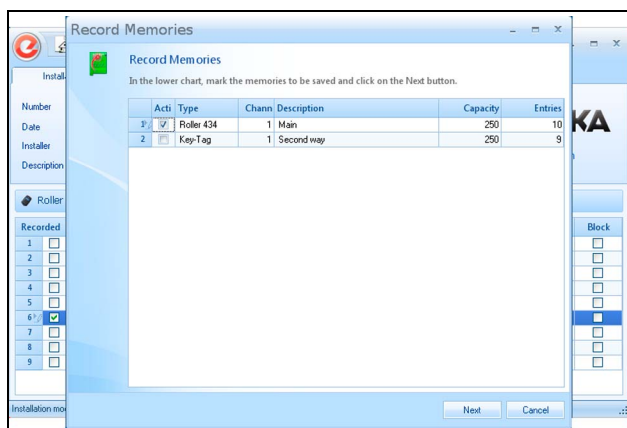 Record Memories
Record Memories
In the lower chart, mark the memories to be saved and click on the Next button.
Acti Type Chann Description Capacity Entries
1 Roller 434 1 Main 250 10
2 Key-Tag 1 Second way 250 9
Next Cancel
Install
Number
Date
Installer
Description
KA
Roller
Recorded Block
1
2
3
4
5
6
7
8
9
Installation mo